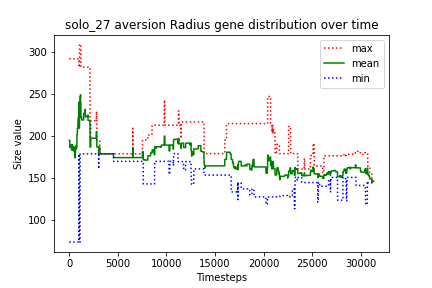 solo_27 aversion Radius gene distribution over time
max
mean
min
Size value
300
250
200
150
100
0
5000
10000
15000
20000
25000
30000
Timesteps